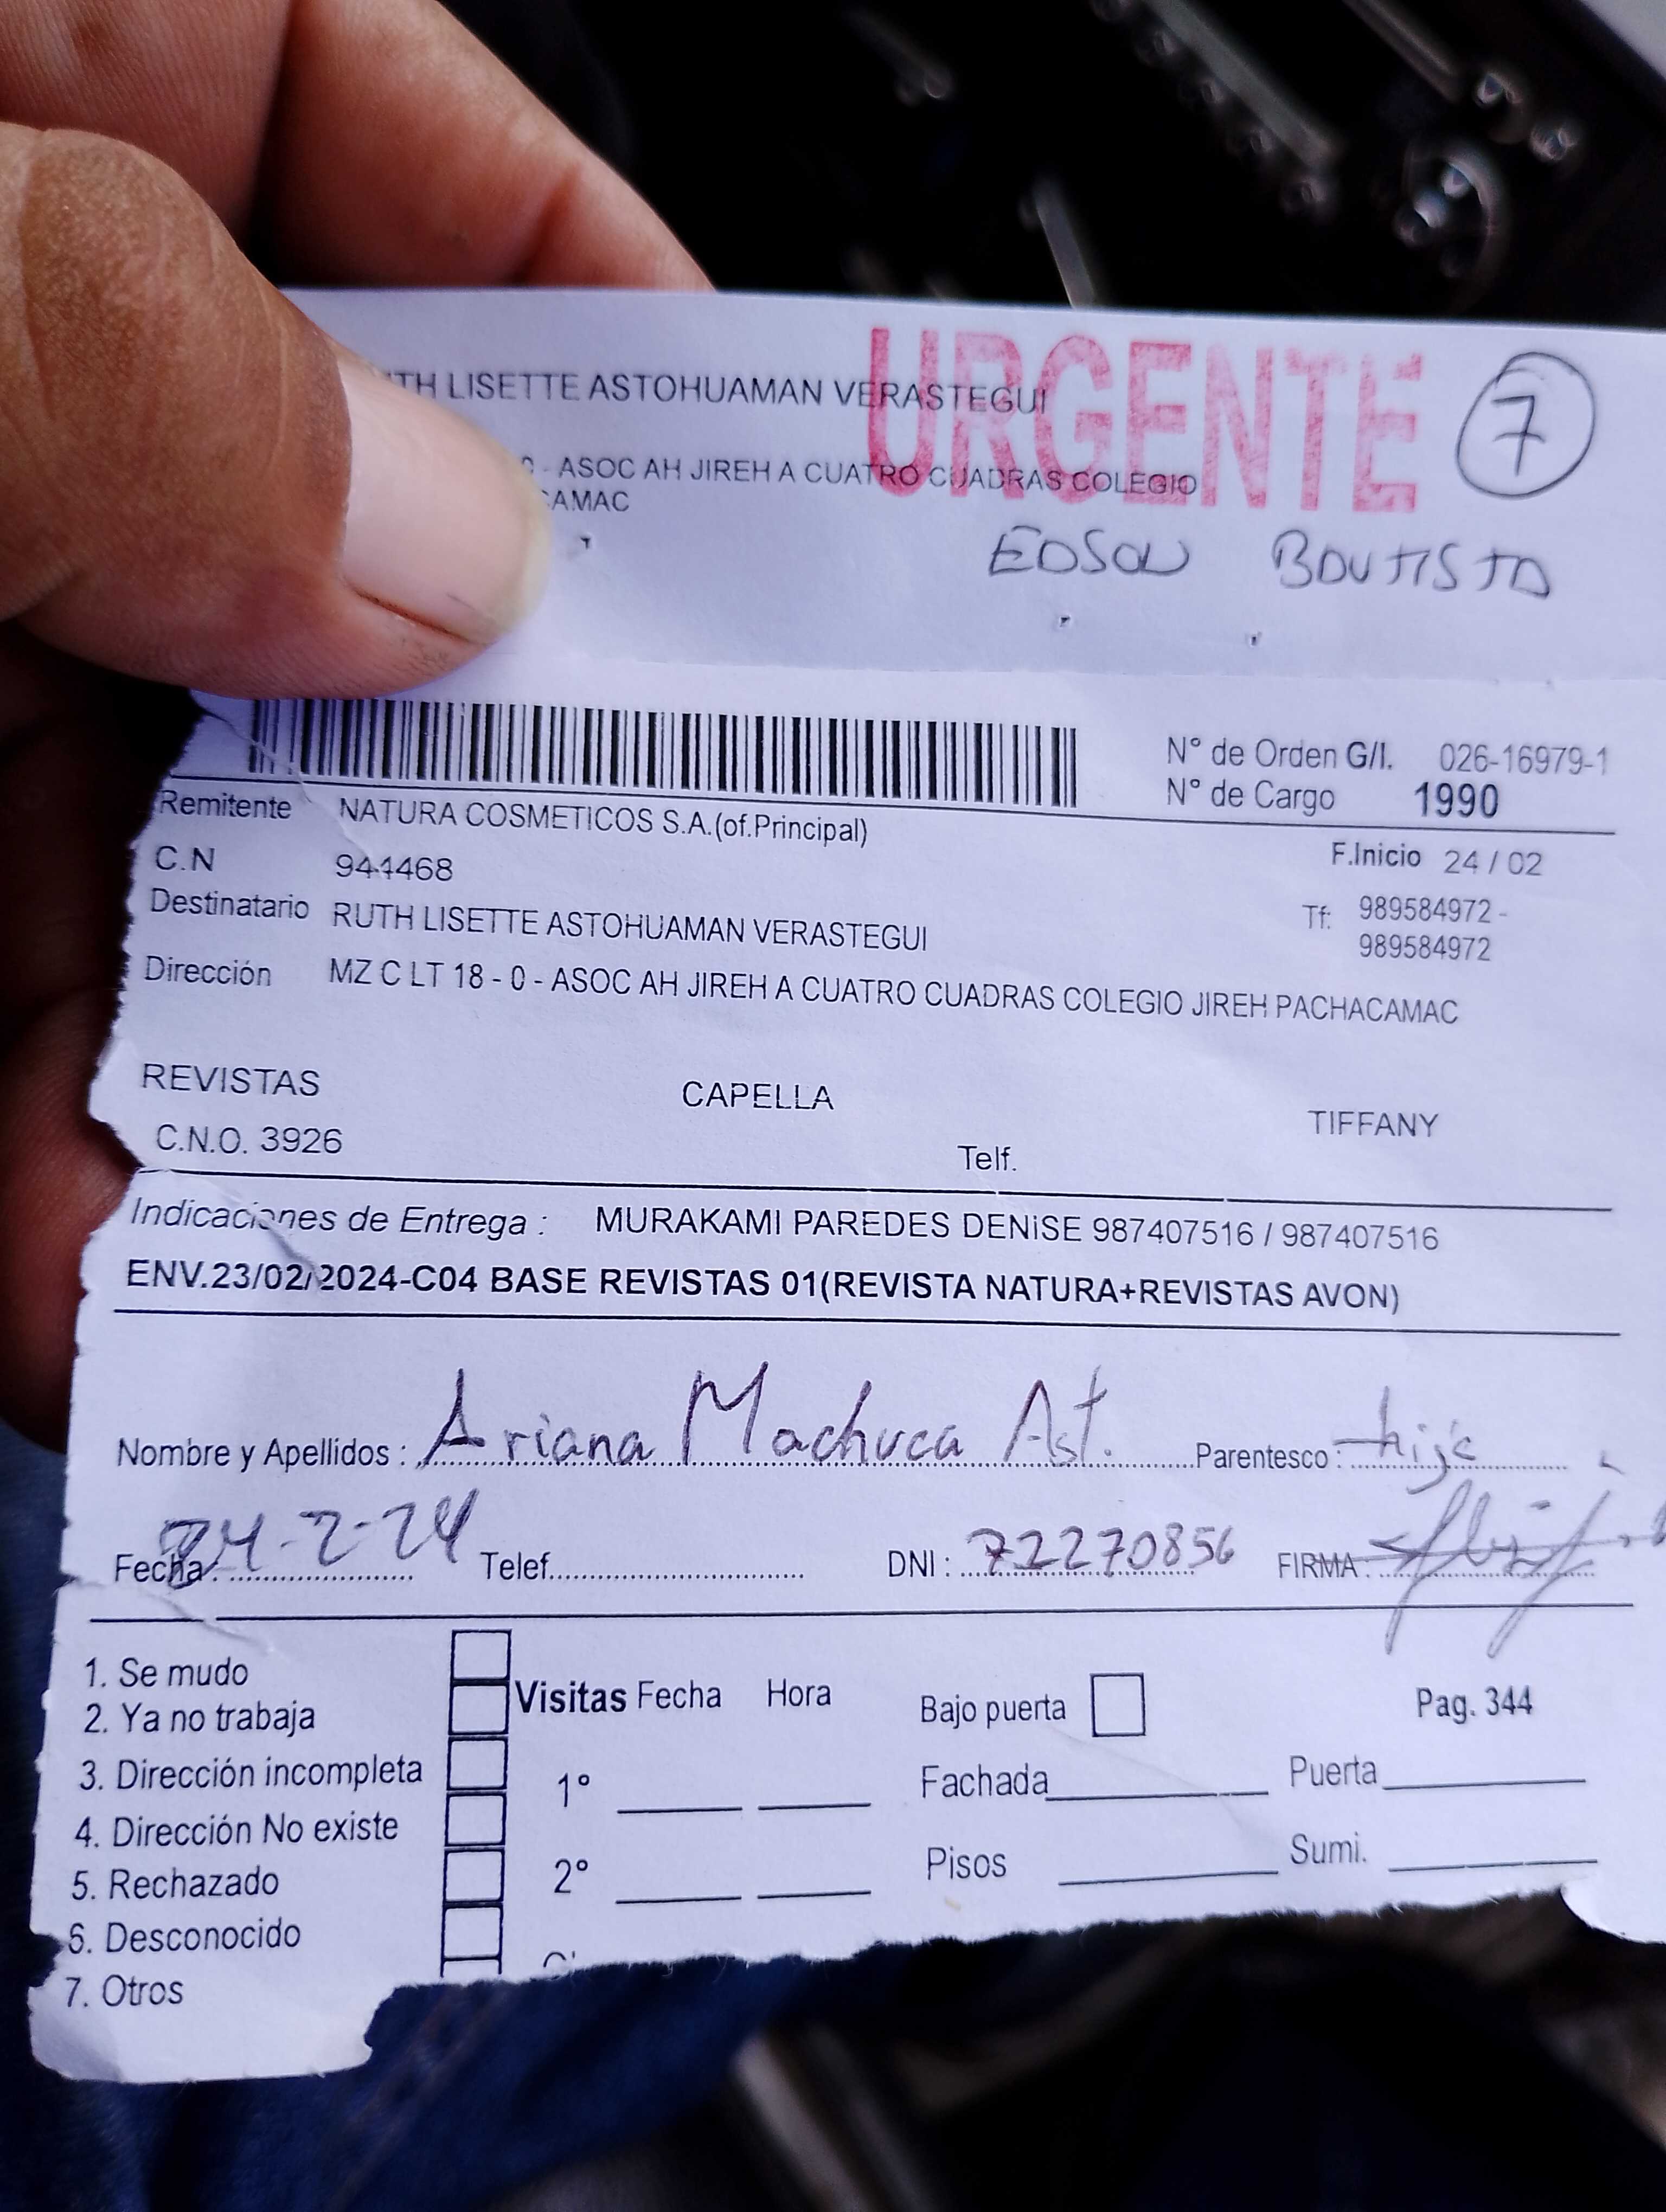 TH LISETTE ASTOHUAMAN VERASTEGUI
URGENTE
7
0 - ASOC AH JIREH A CUATRO CUADRAS COLEGIO
CAMAC
EDSON BAUTISTA
N° de Orden G/I. 026-16979-1
N° de Cargo 1990
Remitente NATURA COSMETICOS S.A.(of.Principal)
F.Inicio 24 / 02
C.N 944468
Destinatario RUTH LISETTE ASTOHUAMAN VERASTEGUI
Tf: 989584972 -
989584972
Dirección MZ C LT 18 - 0 - ASOC AH JIREH A CUATRO CUADRAS COLEGIO JIREH PACHACAMAC
REVISTAS CAPELLA TIFFANY
C.N.O. 3926 Telf.
Indicaciones de Entrega : MURAKAMI PAREDES DENiSE 987407516 / 987407516
ENV.23/02/2024-C04 BASE REVISTAS 01(REVISTA NATURA+REVISTAS AVON)
Nombre y Apellidos : Ariana Machuca Ast. Parentesco : hija
Fecha : 24-2-24 Telef. DNI : 72270856 FIRMA :
1. Se mudo
2. Ya no trabaja
3. Dirección incompleta
4. Dirección No existe
5. Rechazado
6. Desconocido
7. Otros
Visitas Fecha Hora
1°
2°
Bajo puerta Pag. 344
Fachada Puerta
Pisos Sumi.